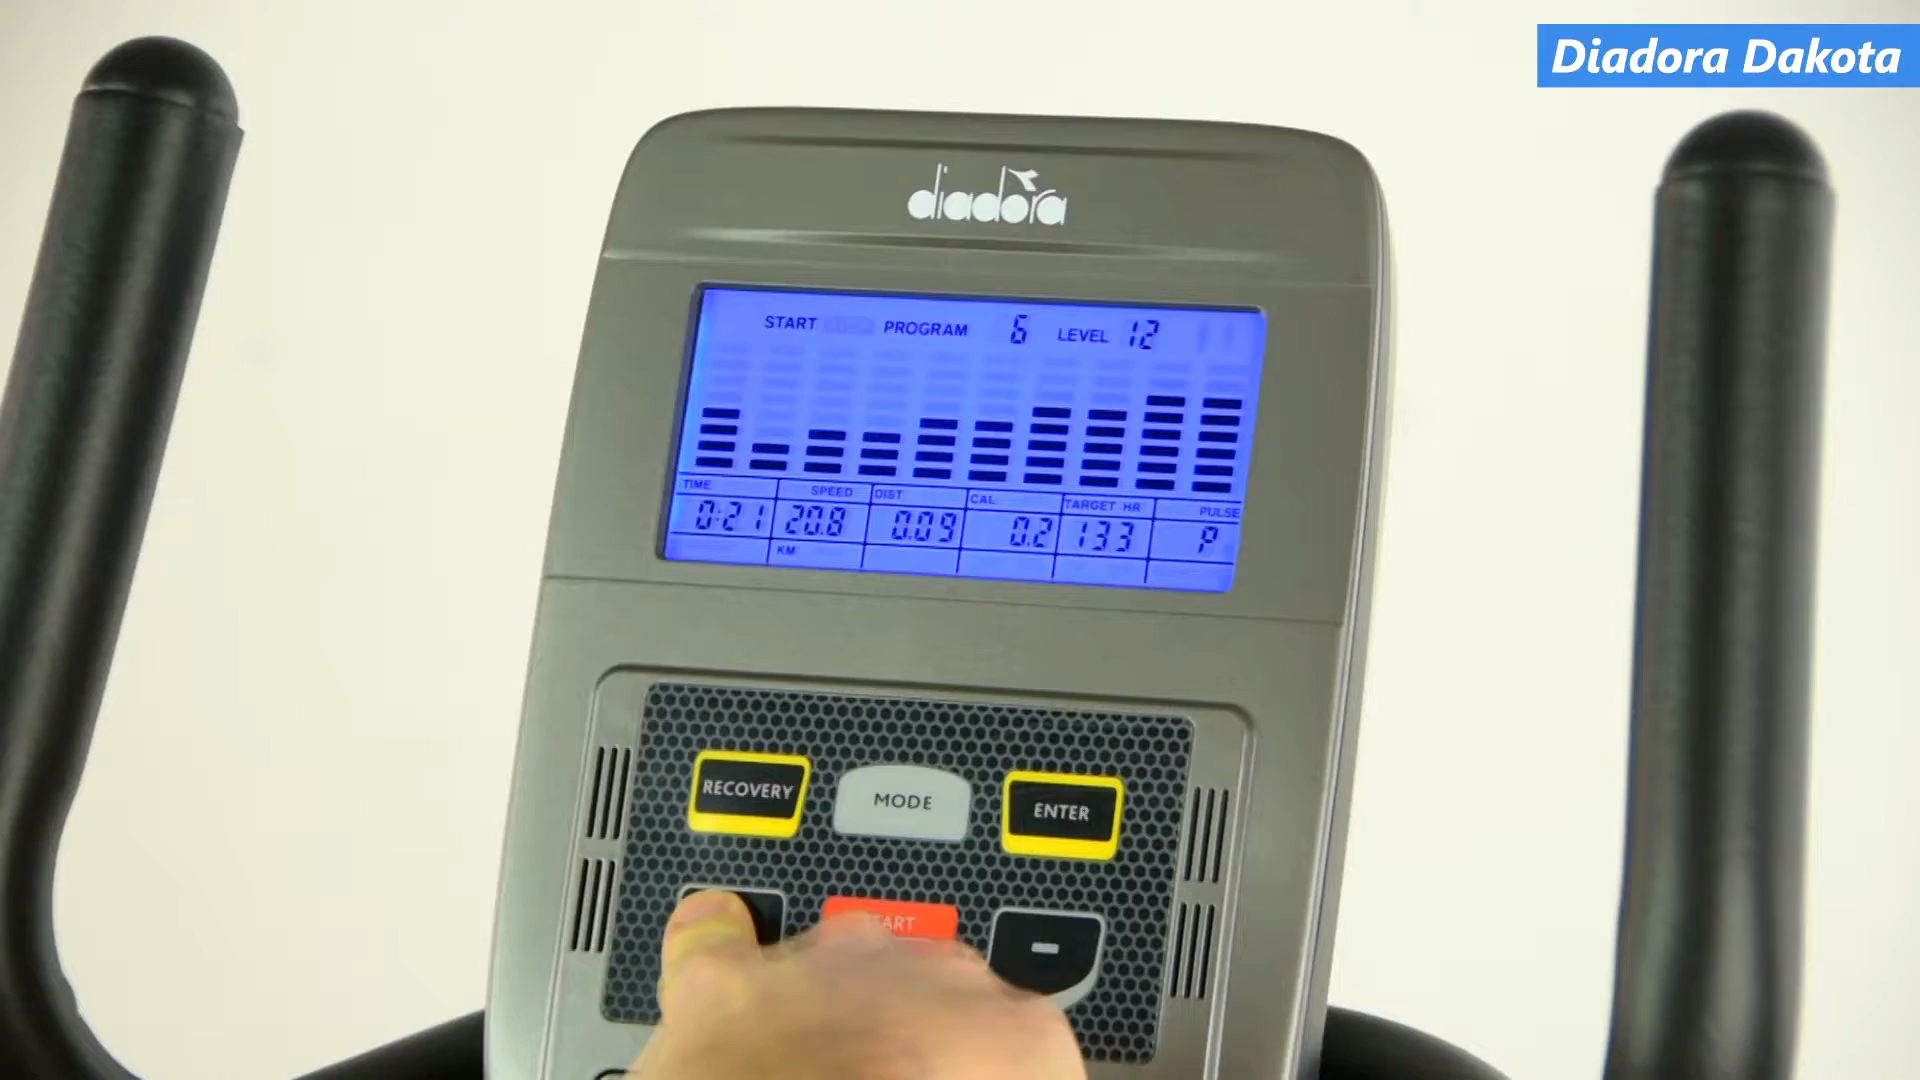 Diadora Dakota
diadora
START PROGRAM 6 LEVEL 12
TIME SPEED DIST CAL TARGET HR PULSE
0:21 20.8 0.09 0.2 133 P
KM
RECOVERY MODE ENTER
START -